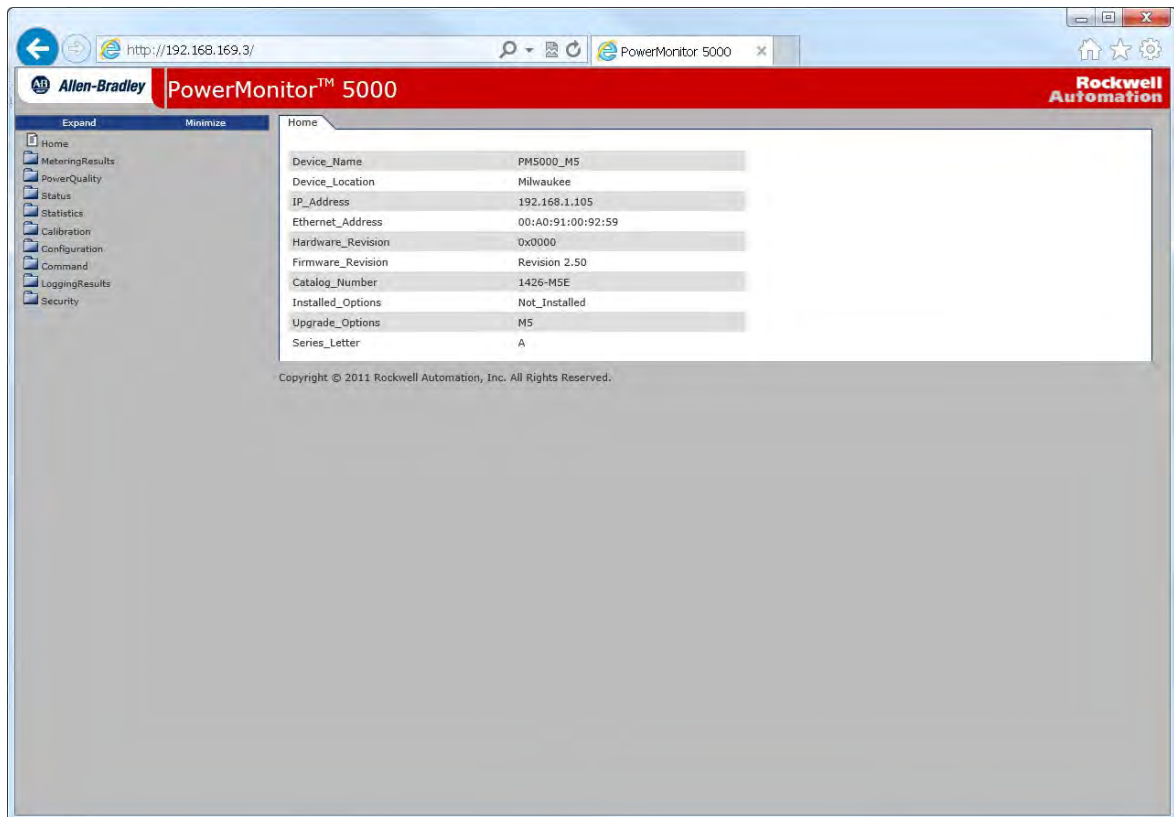 http://192.168.169.3/
PowerMonitor 5000
AB Allen-Bradley
PowerMonitor™ 5000
Rockwell
Automation
Expand Minimize
Home
MeteringResults
PowerQuality
Status
Statistics
Calibration
Configuration
Command
LoggingResults
Security
Home
Device_Name PM5000_M5
Device_Location Milwaukee
IP_Address 192.168.1.105
Ethernet_Address 00:A0:91:00:92:59
Hardware_Revision 0x0000
Firmware_Revision Revision 2.50
Catalog_Number 1426-M5E
Installed_Options Not_Installed
Upgrade_Options M5
Series_Letter A
Copyright © 2011 Rockwell Automation, Inc. All Rights Reserved.